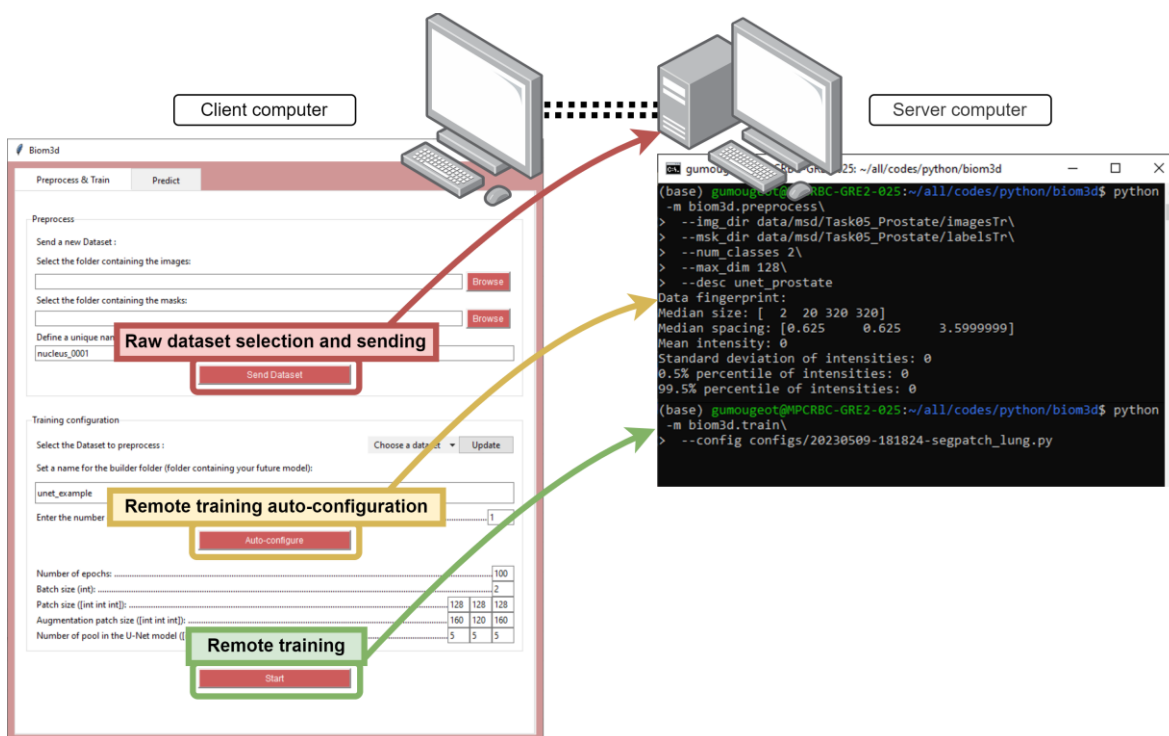 Client computer
Server computer
Biom3d
Preprocess & Train
Predict
Preprocess
Send a new Dataset :
Select the folder containing the images:
Browse
Select the folder containing the masks:
Browse
Define a unique
nucleus_0001
Raw dataset selection and sending
Send Dataset
Training configuration
Select the Dataset to preprocess :
Choose a dataset
Update
Set a name for the builder folder (folder containing your future model):
unet_example
Remote training auto-configuration
Enter the number
1
Auto-configure
Number of epochs:
100
Batch size (int):
2
Patch size ([int int int]):
128 128 128
Augmentation patch size ([int int int]):
160 120 160
Number of pool in the U-Net model ([
5 5 5
Remote training
Start
~/all/codes/python/biom3d
(base) gumougeot@MPCRBC-GRE2-025:~/all/codes/python/biom3d$ python
-m biom3d.preprocess\
> --img_dir data/msd/Task05_Prostate/imagesTr\
> --msk_dir data/msd/Task05_Prostate/labelsTr\
> --num_classes 2\
> --max_dim 128\
> --desc unet_prostate
Data fingerprint:
Median size: [ 2 20 320 320]
Median spacing: [0.625 0.625 3.5999999]
Mean intensity: 0
Standard deviation of intensities: 0
0.5% percentile of intensities: 0
99.5% percentile of intensities: 0
(base) gumougeot@MPCRBC-GRE2-025:~/all/codes/python/biom3d$ python
-m biom3d.train\
> --config configs/20230509-181824-segpatch_lung.py